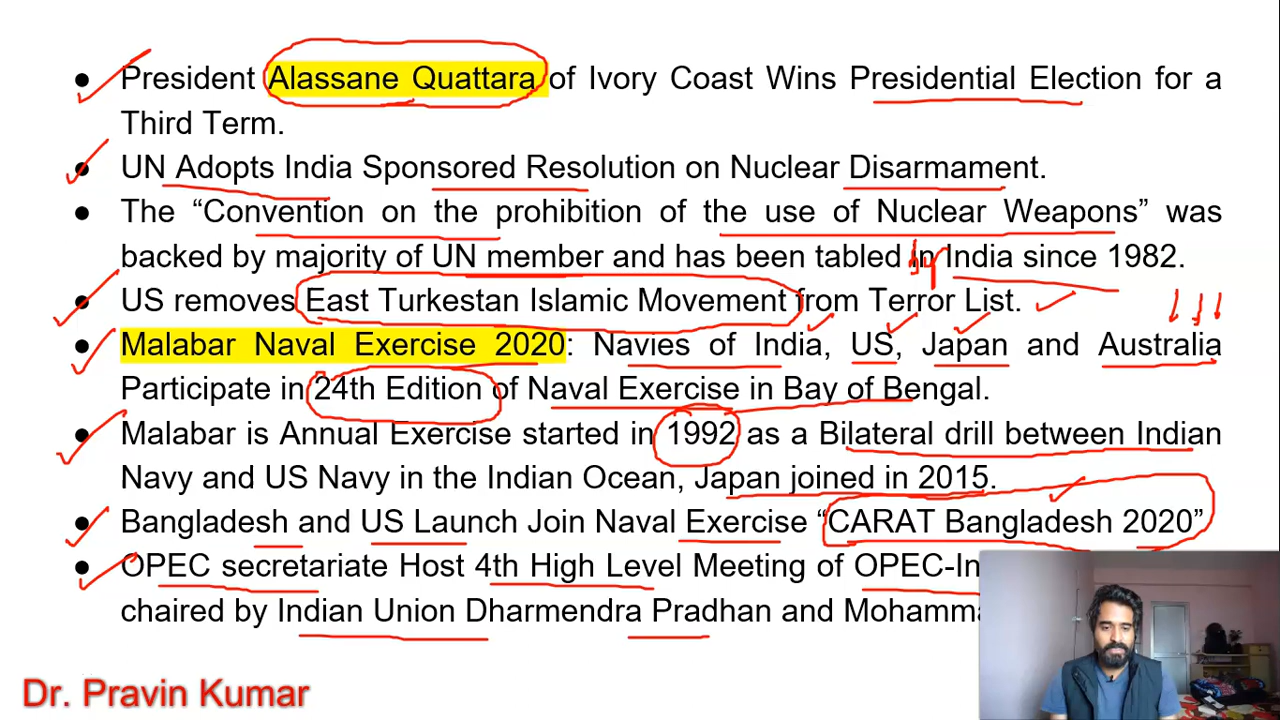 ● President Alassane Quattara of Ivory Coast Wins Presidential Election for a
Third Term.
● UN Adopts India Sponsored Resolution on Nuclear Disarmament.
● The “Convention on the prohibition of the use of Nuclear Weapons” was
backed by majority of UN member and has been tabled in India since 1982.
● US removes East Turkestan Islamic Movement from Terror List.
● Malabar Naval Exercise 2020: Navies of India, US, Japan and Australia
Participate in 24th Edition of Naval Exercise in Bay of Bengal.
● Malabar is Annual Exercise started in 1992 as a Bilateral drill between Indian
Navy and US Navy in the Indian Ocean, Japan joined in 2015.
● Bangladesh and US Launch Join Naval Exercise “CARAT Bangladesh 2020”
● OPEC secretariate Host 4th High Level Meeting of OPEC-In
chaired by Indian Union Dharmendra Pradhan and Mohamma
Dr. Pravin Kumar